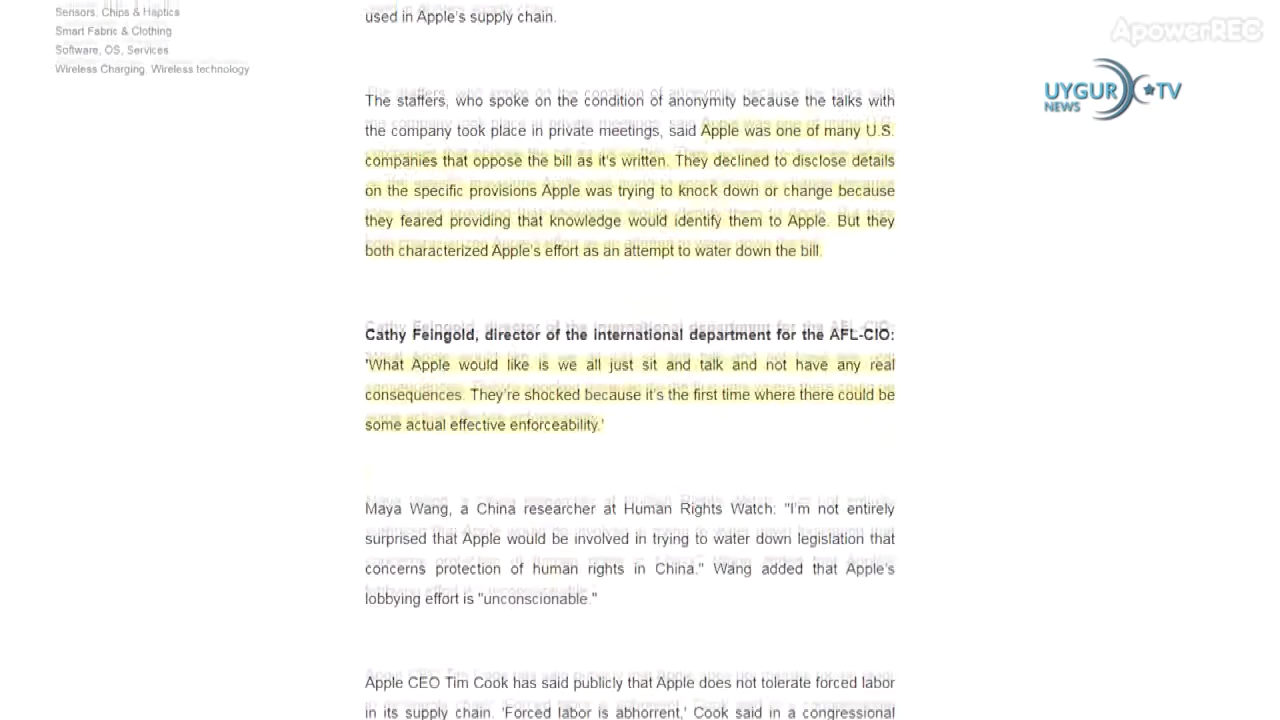 Sensors, Chips & Haptics
Smart Fabric & Clothing
Software, OS, Services
Wireless Charging, Wireless technology
used in Apple's supply chain.
ApowerREC
UYGUR TV
NEWS
The staffers, who spoke on the condition of anonymity because the talks with
the company took place in private meetings, said Apple was one of many U.S.
companies that oppose the bill as it's written. They declined to disclose details
on the specific provisions Apple was trying to knock down or change because
they feared providing that knowledge would identify them to Apple. But they
both characterized Apple's effort as an attempt to water down the bill.
Cathy Feingold, director of the international department for the AFL-CIO:
'What Apple would like is we all just sit and talk and not have any real
consequences. They're shocked because it's the first time where there could be
some actual effective enforceability.'
Maya Wang, a China researcher at Human Rights Watch: "I'm not entirely
surprised that Apple would be involved in trying to water down legislation that
concerns protection of human rights in China." Wang added that Apple's
lobbying effort is "unconscionable."
Apple CEO Tim Cook has said publicly that Apple does not tolerate forced labor
in its supply chain. 'Forced labor is abhorrent,' Cook said in a congressional